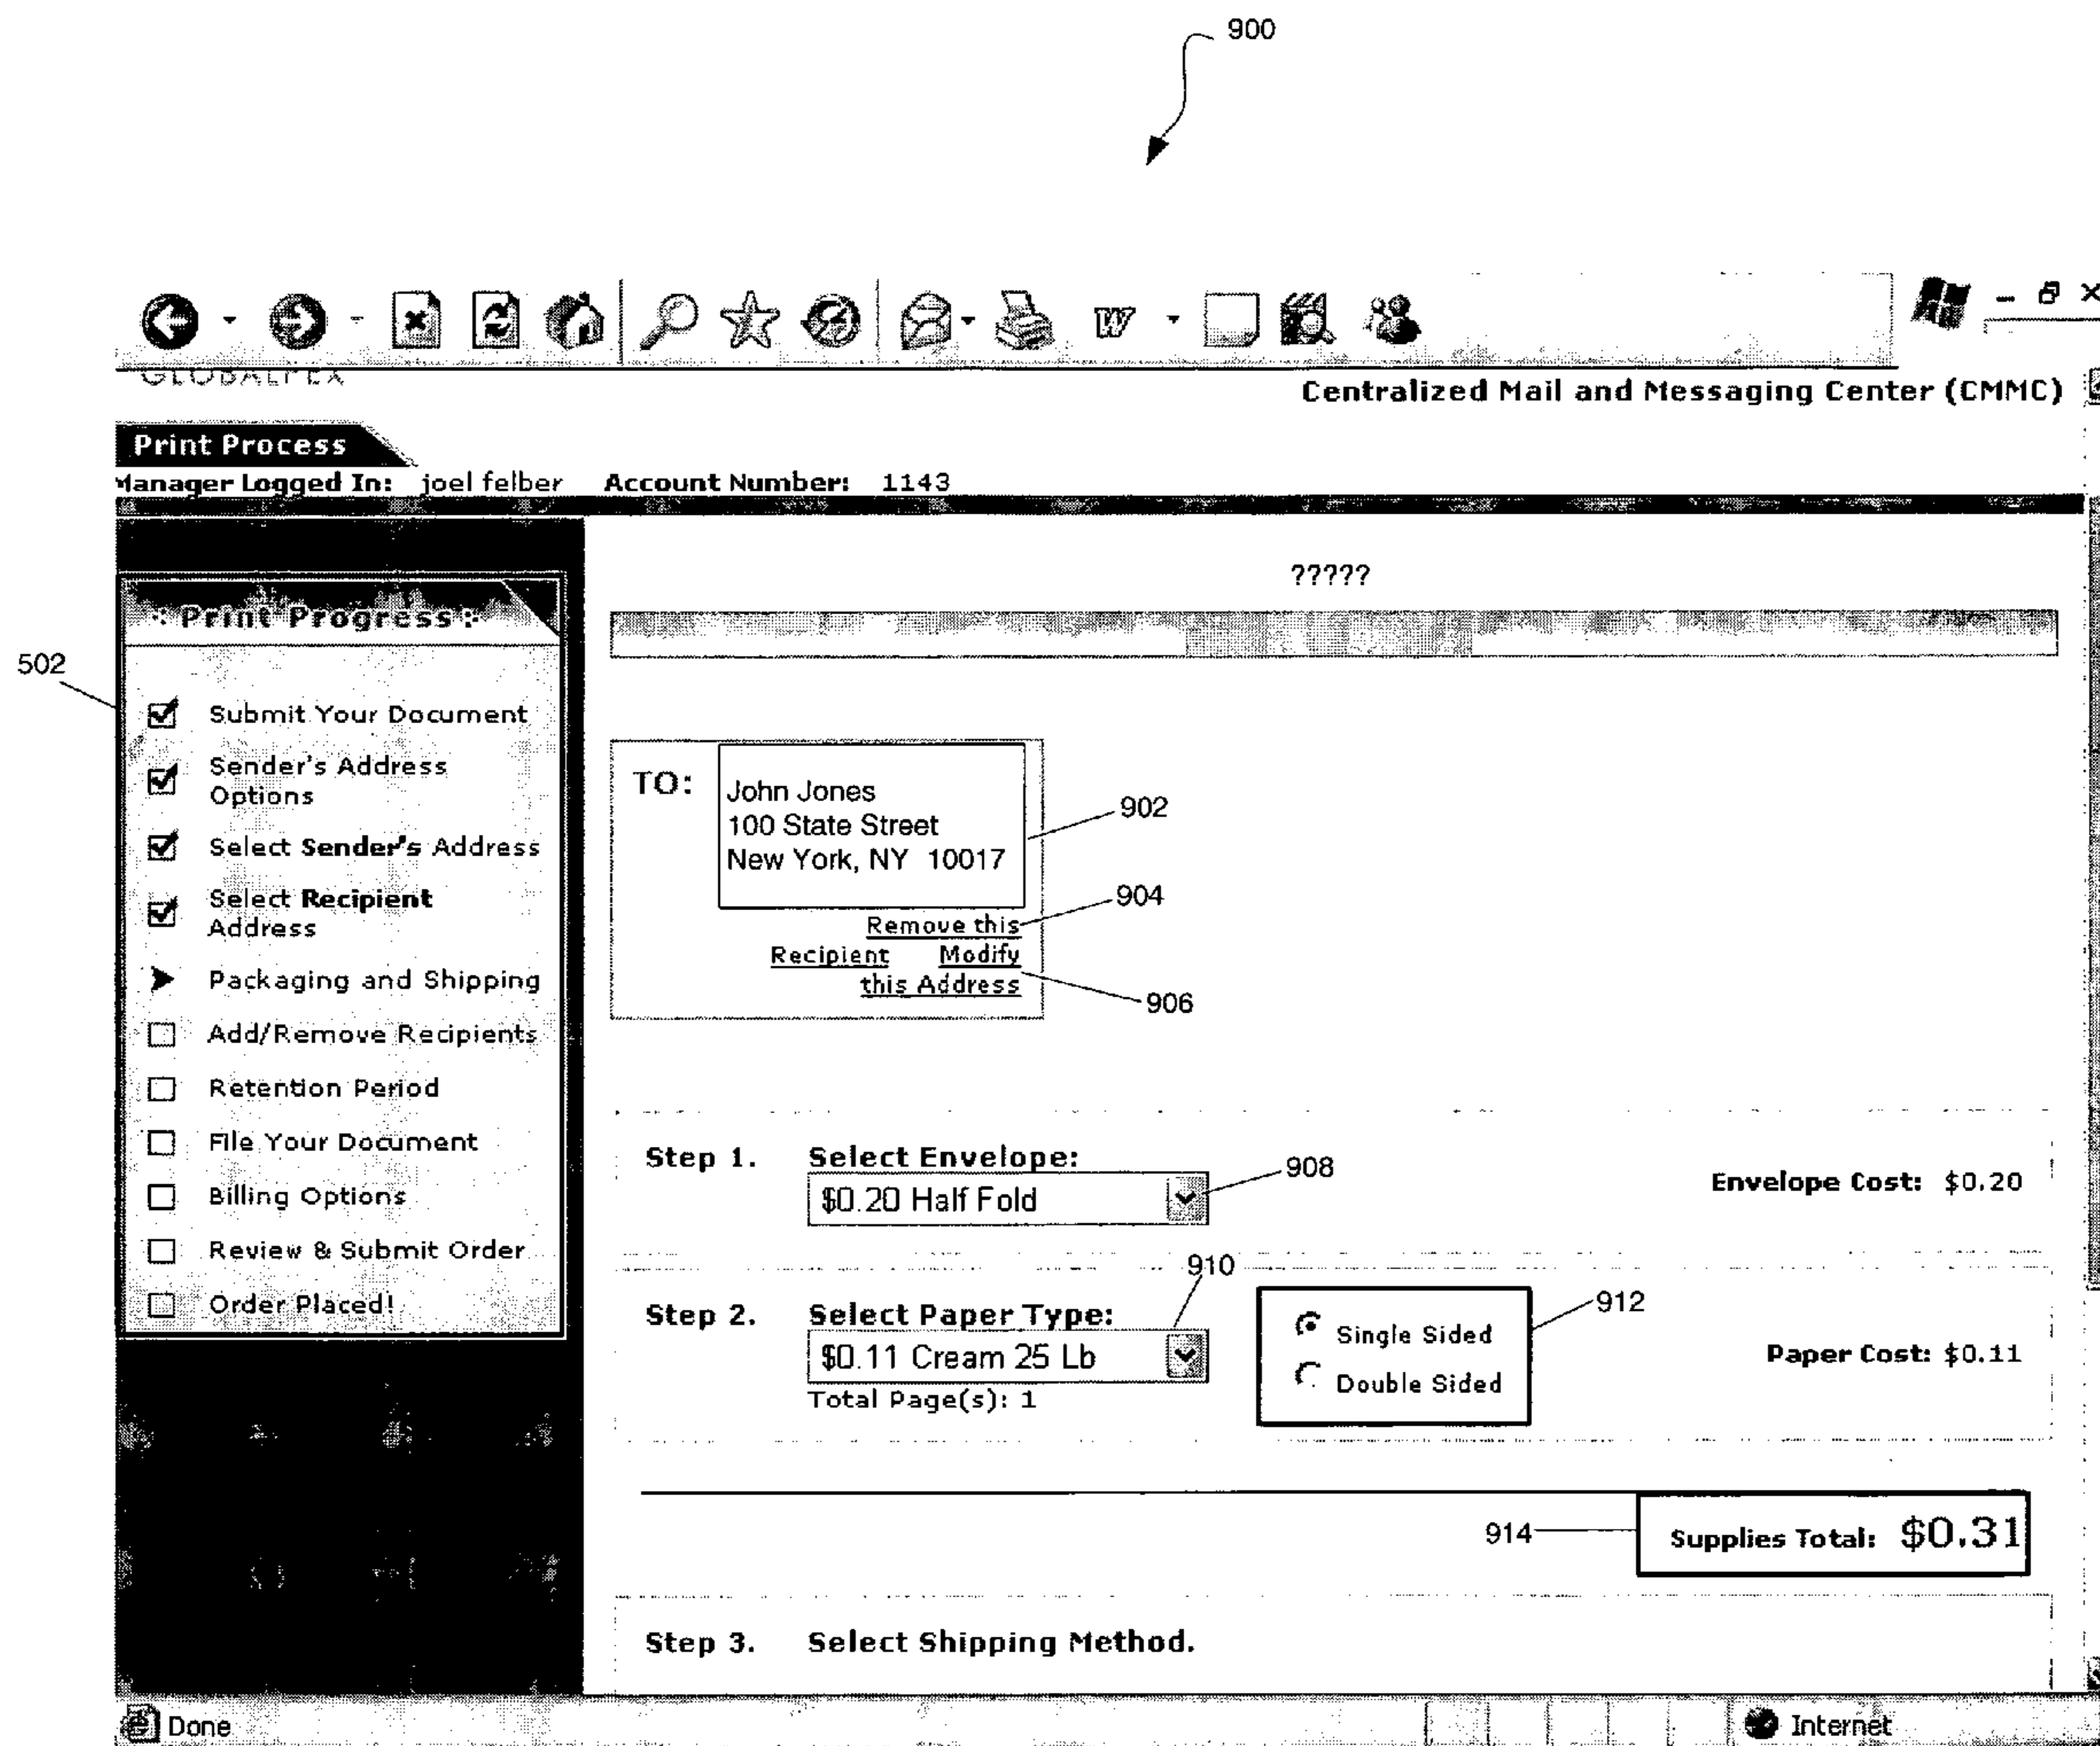 900
GLOBALPEX
Centralized Mail and Messaging Center (CMMC)
Print Process
Manager Logged In: joel felber Account Number: 1143
?????
:: Print Progress ::
502
Submit Your Document
Sender's Address
Options
Select Sender's Address
Select Recipient
Address
Packaging and Shipping
Add/Remove Recipients
Retention Period
File Your Document
Billing Options
Review & Submit Order
Order Placed!
TO:
John Jones
100 State Street
New York, NY 10017
902
904
Remove this
Recipient Modify
this Address
906
Step 1. Select Envelope:
908
$0.20 Half Fold
Envelope Cost: $0.20
910
Step 2. Select Paper Type:
$0.11 Cream 25 Lb
Total Page(s): 1
Single Sided
Double Sided
912
Paper Cost: $0.11
914
Supplies Total: $0.31
Step 3. Select Shipping Method.
Done
Internet